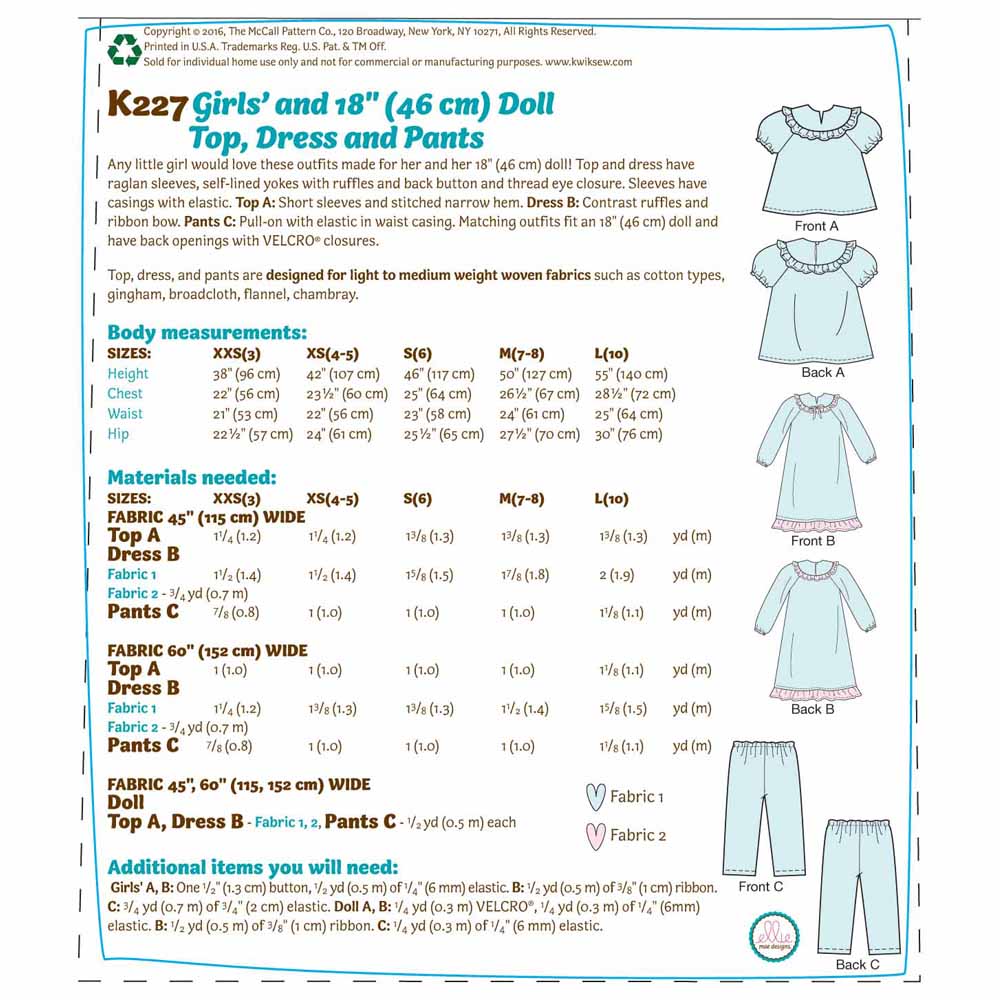 Copyright © 2016, The McCall Pattern Co., 120 Broadway, New York, NY 10271, All Rights Reserved.
Printed in U.S.A. Trademarks Reg. U.S. Pat. & TM Off.
Sold for individual home use only and not for commercial or manufacturing purposes. www.kwiksew.com
K227 Girls' and 18" (46 cm) Doll
Top, Dress and Pants
Any little girl would love these outfits made for her and her 18" (46 cm) doll! Top and dress have
raglan sleeves, self-lined yokes with ruffles and back button and thread eye closure. Sleeves have
casings with elastic. Top A: Short sleeves and stitched narrow hem. Dress B: Contrast ruffles and
ribbon bow. Pants C: Pull-on with elastic in waist casing. Matching outfits fit an 18" (46 cm) doll and
have back openings with VELCRO® closures.
Top, dress, and pants are designed for light to medium weight woven fabrics such as cotton types,
gingham, broadcloth, flannel, chambray.
Body measurements:
SIZES: XXS(3) XS(4-5) S(6) M(7-8) L(10)
Height 38" (96 cm) 42" (107 cm) 46" (117 cm) 50" (127 cm) 55" (140 cm)
Chest 22" (56 cm) 23½" (60 cm) 25" (64 cm) 26½" (67 cm) 28½" (72 cm)
Waist 21" (53 cm) 22" (56 cm) 23" (58 cm) 24" (61 cm) 25" (64 cm)
Hip 22½" (57 cm) 24" (61 cm) 25½" (65 cm) 27½" (70 cm) 30" (76 cm)
Materials needed:
SIZES: XXS(3) XS(4-5) S(6) M(7-8) L(10)
FABRIC 45" (115 cm) WIDE
Top A 1¼ (1.2) 1¼ (1.2) 1⅜ (1.3) 1⅜ (1.3) 1⅜ (1.3) yd (m)
Dress B
Fabric 1 1½ (1.4) 1½ (1.4) 1⅝ (1.5) 1⅞ (1.8) 2 (1.9) yd (m)
Fabric 2 - ¾ yd (0.7 m)
Pants C ⅞ (0.8) 1 (1.0) 1 (1.0) 1 (1.0) 1⅛ (1.1) yd (m)
FABRIC 60" (152 cm) WIDE
Top A 1 (1.0) 1 (1.0) 1 (1.0) 1 (1.0) 1⅛ (1.1) yd (m)
Dress B
Fabric 1 1¼ (1.2) 1⅜ (1.3) 1⅜ (1.3) 1½ (1.4) 1⅝ (1.5) yd (m)
Fabric 2 - ¾ yd (0.7 m)
Pants C ⅞ (0.8) 1 (1.0) 1 (1.0) 1 (1.0) 1⅛ (1.1) yd (m)
FABRIC 45", 60" (115, 152 cm) WIDE
Doll
Top A, Dress B - Fabric 1, 2, Pants C - ½ yd (0.5 m) each
Fabric 1
Fabric 2
Additional items you will need:
Girls' A, B: One ½" (1.3 cm) button, ½ yd (0.5 m) of ¼" (6 mm) elastic. B: ½ yd (0.5 m) of ⅜" (1 cm) ribbon.
C: ¾ yd (0.7 m) of ¾" (2 cm) elastic. Doll A, B: ¼ yd (0.3 m) VELCRO®, ¼ yd (0.3 m) of ¼" (6mm)
elastic. B: ½ yd (0.5 m) of ⅜" (1 cm) ribbon. C: ¼ yd (0.3 m) of ¼" (6 mm) elastic.
Front A
Back A
Front B
Back B
Front C
Back C
ellie
mae designs